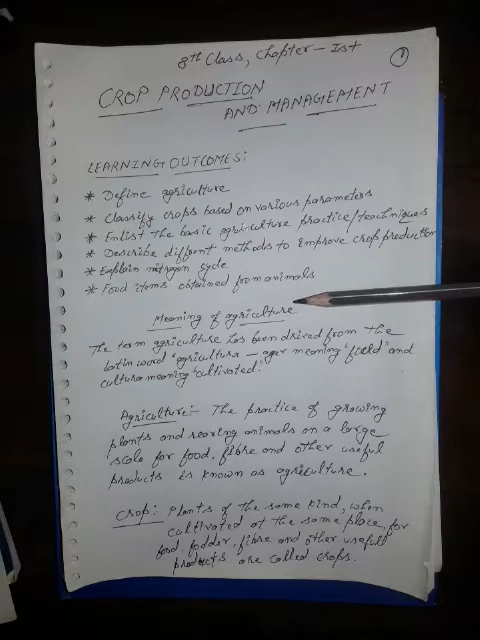 8th Class, Chapter - Ist
1
CROP PRODUCTION
AND MANAGEMENT
LEARNING OUTCOMES:
* Define agriculture
* Classify crops based on various parameters
* Enlist the basic agriculture practice/teachniques
* Describe diffrent methods to improve crop production
* Explain nitrogen cycle
* Food items obtained from animals
Meaning of agriculture
The term agriculture has been drived from the
latin word 'agricultura - ager meaning 'field' and
cultura meaning 'cultivated'.
Agriculture:- The practice of growing
plants and rearing animals on a large
scale for food, fibre and other useful
products is known as agriculture.
Crop: Plants of the same kind, when
cultivated at the same place, for
food, fodder, fibre and other usefull
products are called crops.